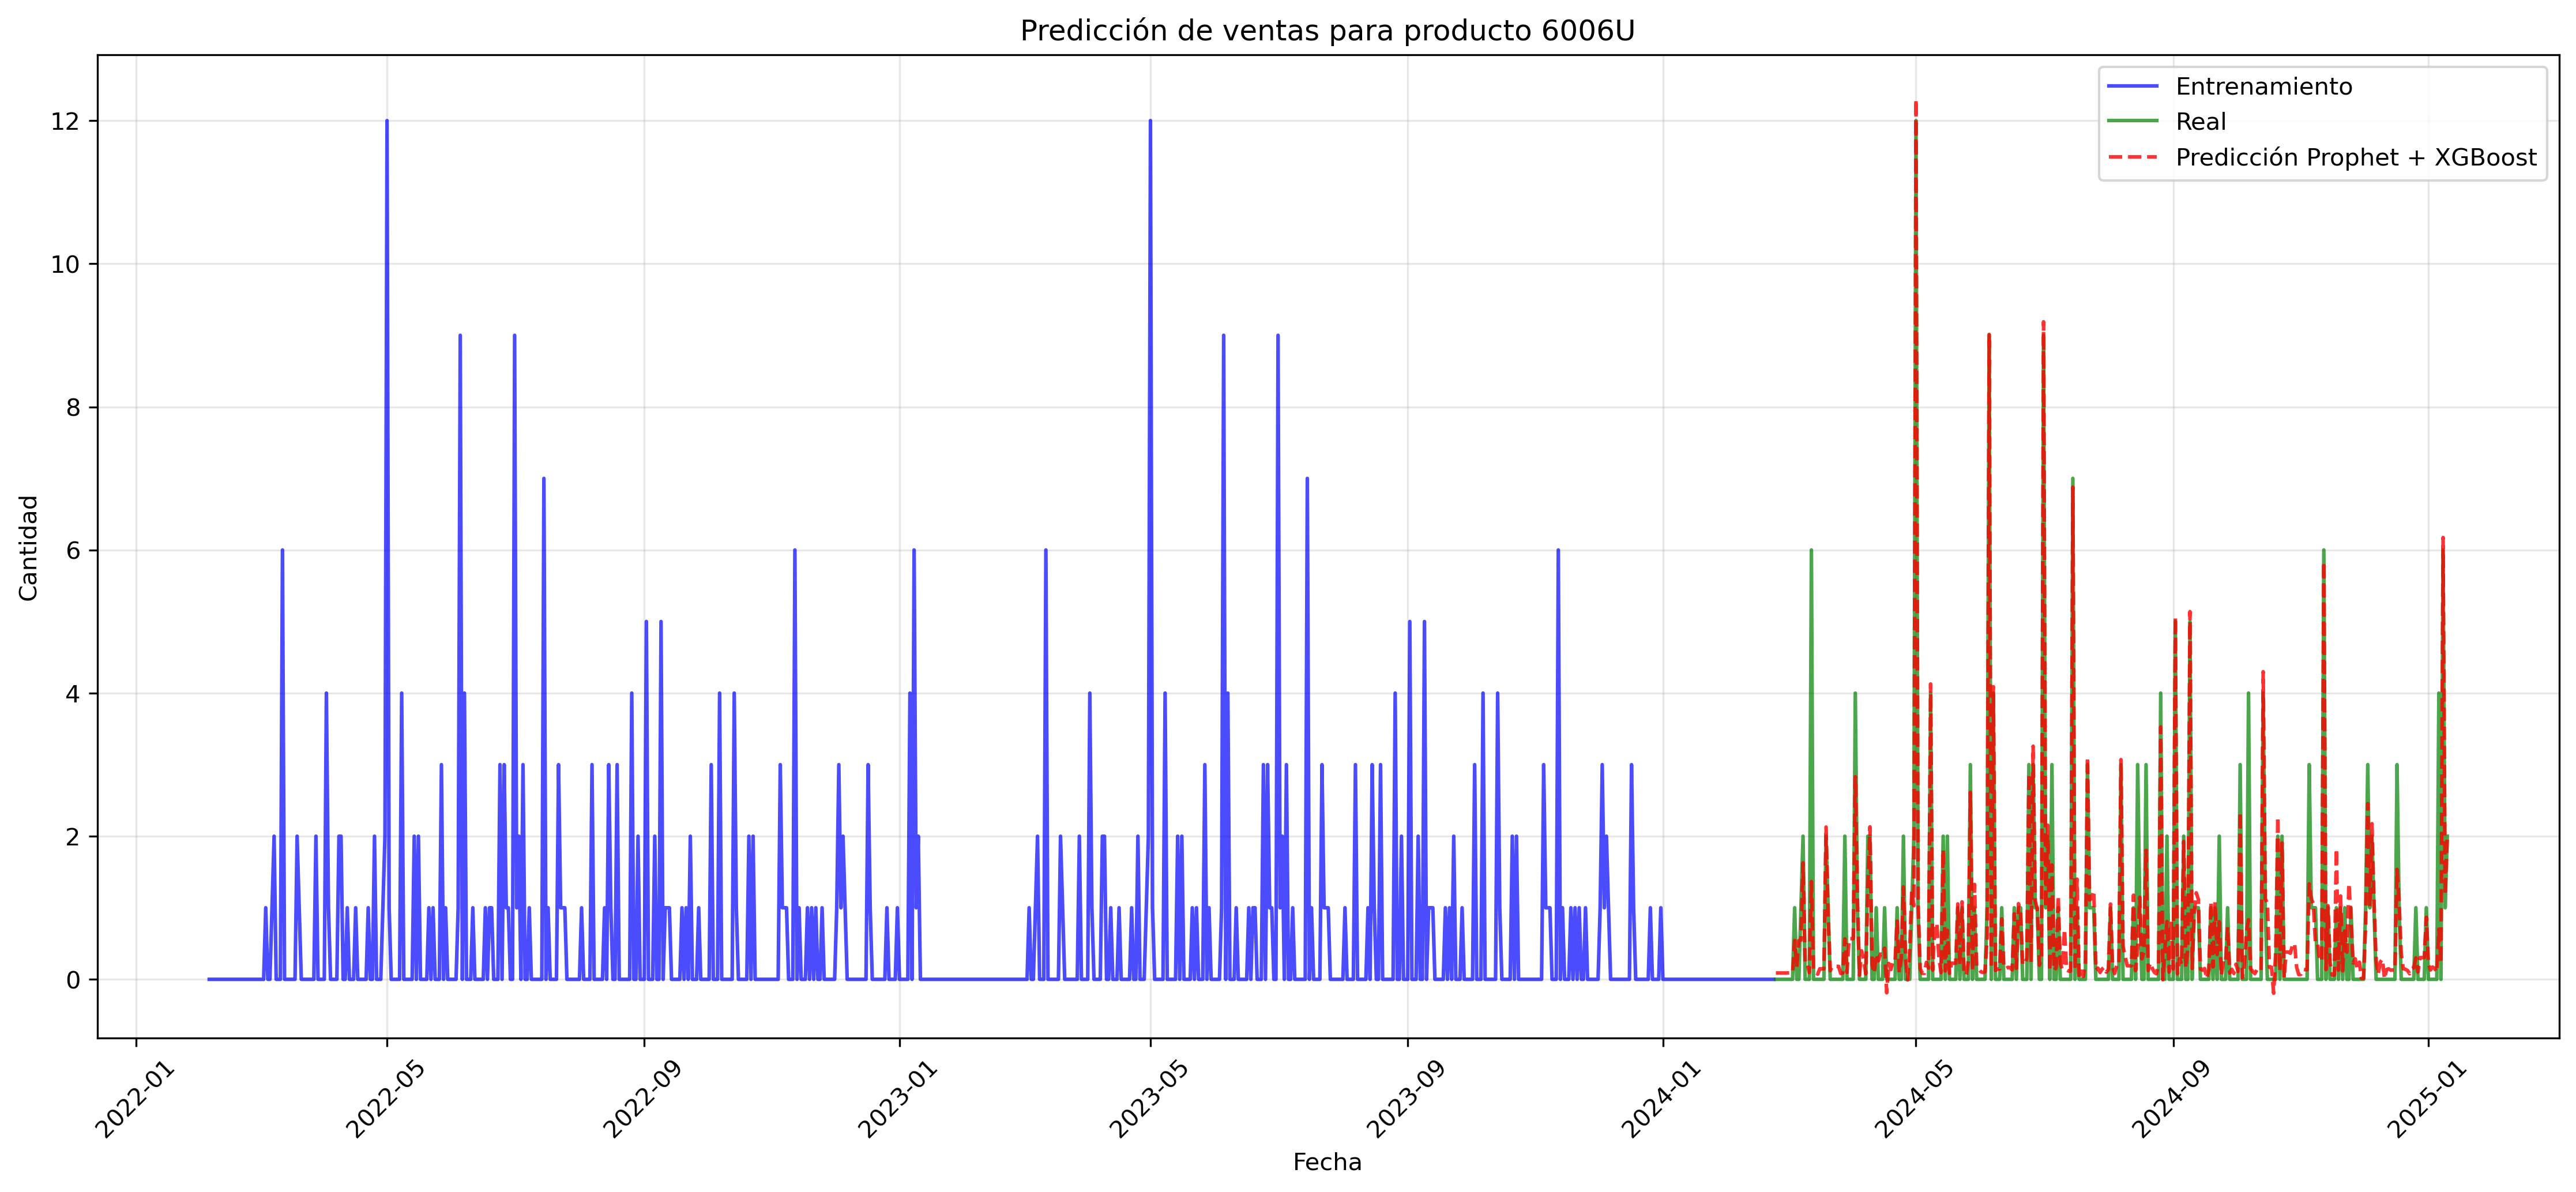 Predicción de ventas para producto 6006U
Entrenamiento
Real
Predicción Prophet + XGBoost
12
10
8
6
4
2
0
Cantidad
2022-01
2022-05
2022-09
2023-01
2023-05
2023-09
2024-01
2024-05
2024-09
2025-01
Fecha